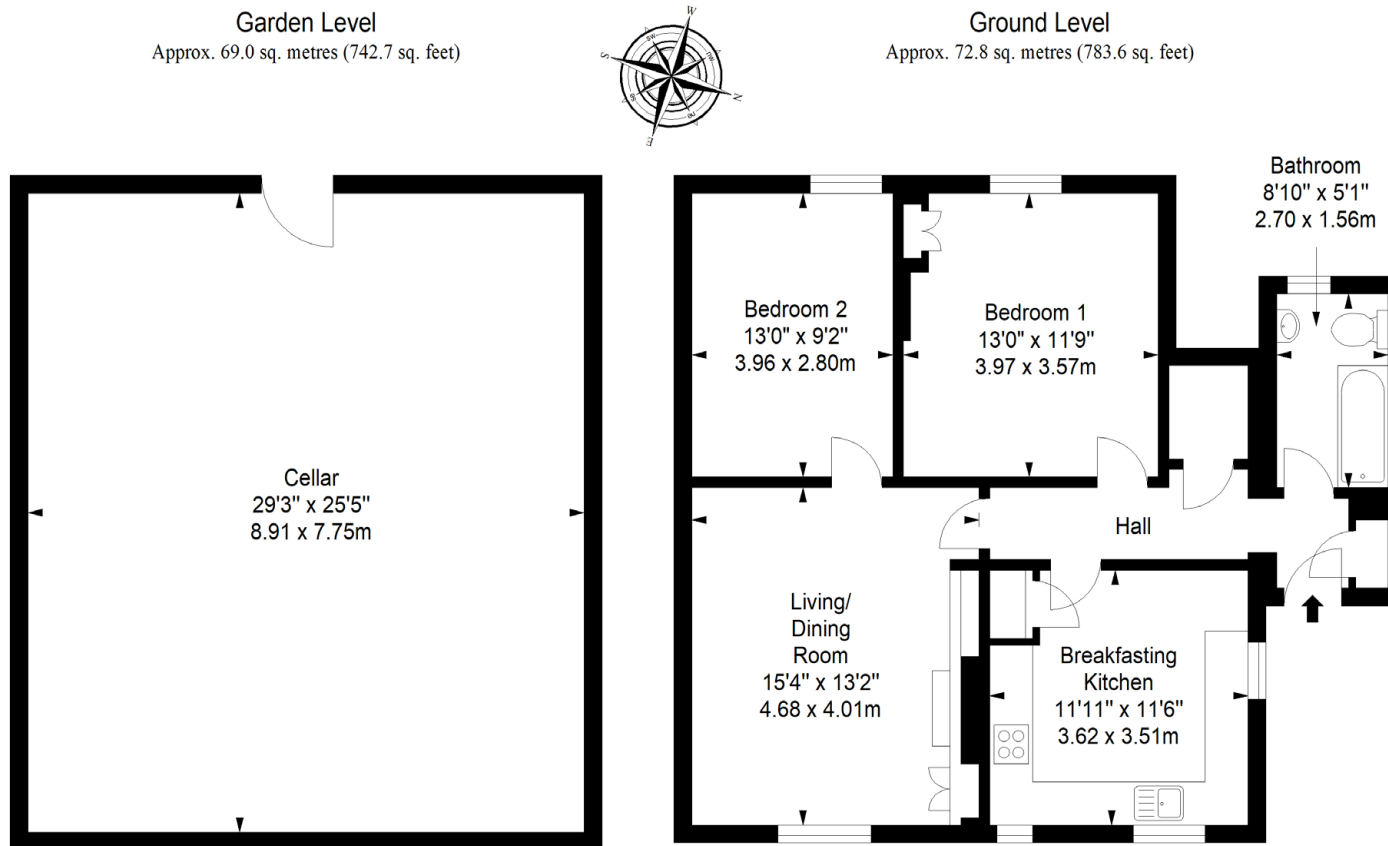 Garden Level
Approx. 69.0 sq. metres (742.7 sq. feet)
W
SW
NW
S
N
SE
NE
E
Ground Level
Approx. 72.8 sq. metres (783.6 sq. feet)
Bathroom
8'10" x 5'1"
2.70 x 1.56m
Bedroom 2
13'0" x 9'2"
3.96 x 2.80m
Bedroom 1
13'0" x 11'9"
3.97 x 3.57m
Cellar
29'3" x 25'5"
8.91 x 7.75m
Hall
Living/
Dining
Room
15'4" x 13'2"
4.68 x 4.01m
Breakfasting
Kitchen
11'11" x 11'6"
3.62 x 3.51m